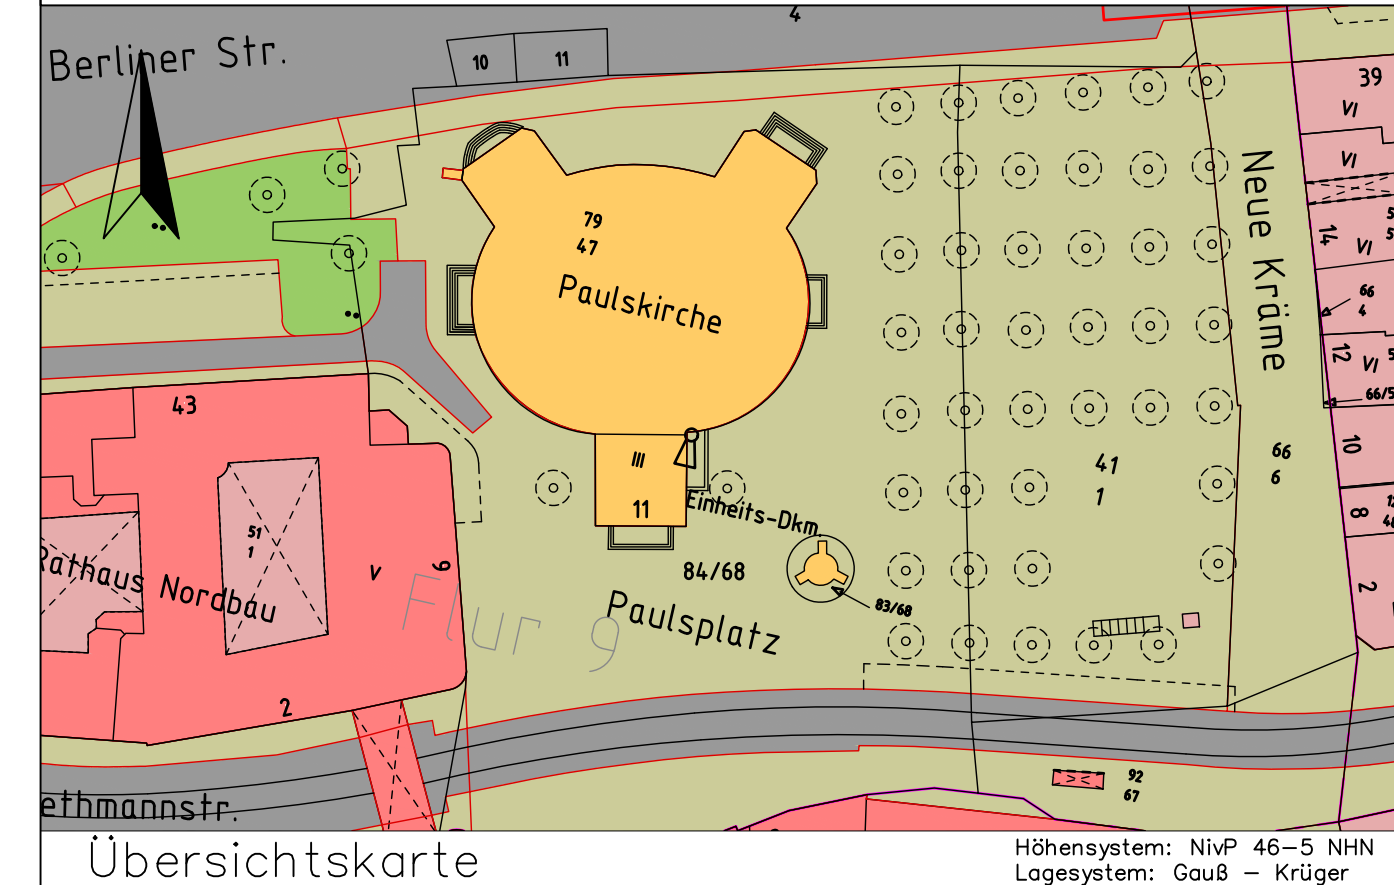 4
Berliner Str.
10
11
39
VI
VI
Neue Kräme
79
47
Paulskirche
14
VI
66
4
12
VI
66/5
43
III
11
41
1
66
6
10
Einheits-Dkm.
8
51
1
Rathaus Nordbau
V
9
84/68
83/68
2
Flur 9
Paulsplatz
2
92
67
ethmannstr.
Übersichtskarte
Höhensystem: NivP 46-5 NHN
Lagesystem: Gauß - Krüger